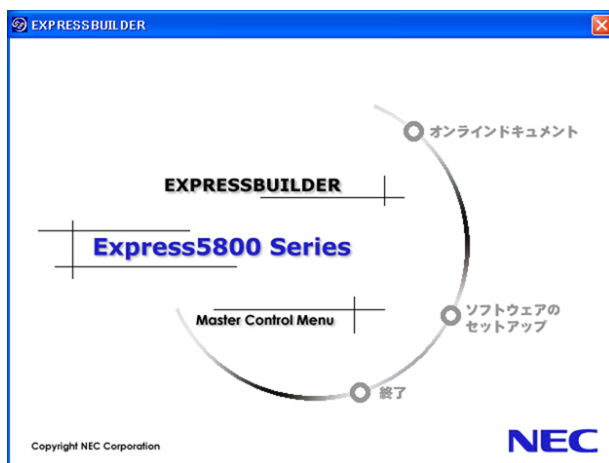 EXPRESSBUILDER
オンラインドキュメント
EXPRESSBUILDER
Express5800 Series
Master Control Menu
ソフトウェアの
セットアップ
終了
Copyright NEC Corporation
NEC